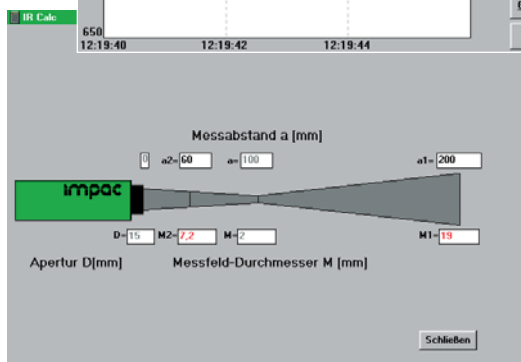 IR Calc
650
12:19:40 12:19:42 12:19:44
Messabstand a [mm]
0 a2= 60 a= 100 a1= 200
impac
D= 15 M2= 7,2 M= 2 M1= 19
Apertur D[mm] Messfeld-Durchmesser M [mm]
Schließen